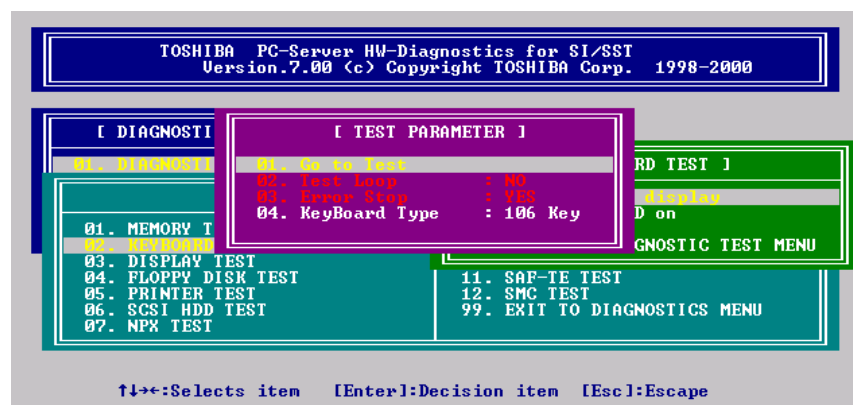 TOSHIBA PC-Server HW-Diagnostics for SI/SST
Version.7.00 <c> Copyright TOSHIBA Corp. 1998-2000
[ DIAGNOSTI
[ TEST PARAMETER ]
RD TEST ]
01. DIAGNOSTI
01. Go to Test
02. Test Loop : NO
03. Error Stop : YES
04. KeyBoard Type : 106 Key
display
D on
GNOSTIC TEST MENU
01. MEMORY T
02. KEYBOARD
03. DISPLAY TEST
04. FLOPPY DISK TEST
05. PRINTER TEST
06. SCSI HDD TEST
07. NPX TEST
11. SAF-TE TEST
12. SMC TEST
99. EXIT TO DIAGNOSTICS MENU
↑↓→←:Selects item [Enter]:Decision item [Esc]:Escape